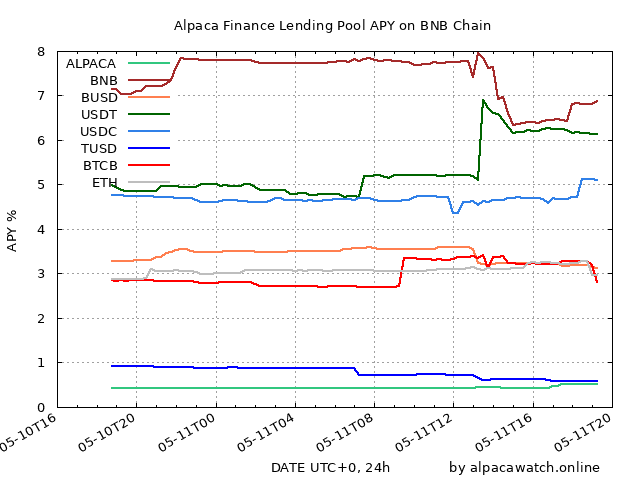 Alpaca Finance Lending Pool APY on BNB Chain
8
7
6
5
4
3
2
1
0
APY %
ALPACA
BNB
BUSD
USDT
USDC
TUSD
BTCB
ETH
05-10T16
05-10T20
05-11T00
05-11T04
05-11T08
05-11T12
05-11T16
05-11T20
DATE UTC+0, 24h
by alpacawatch.online